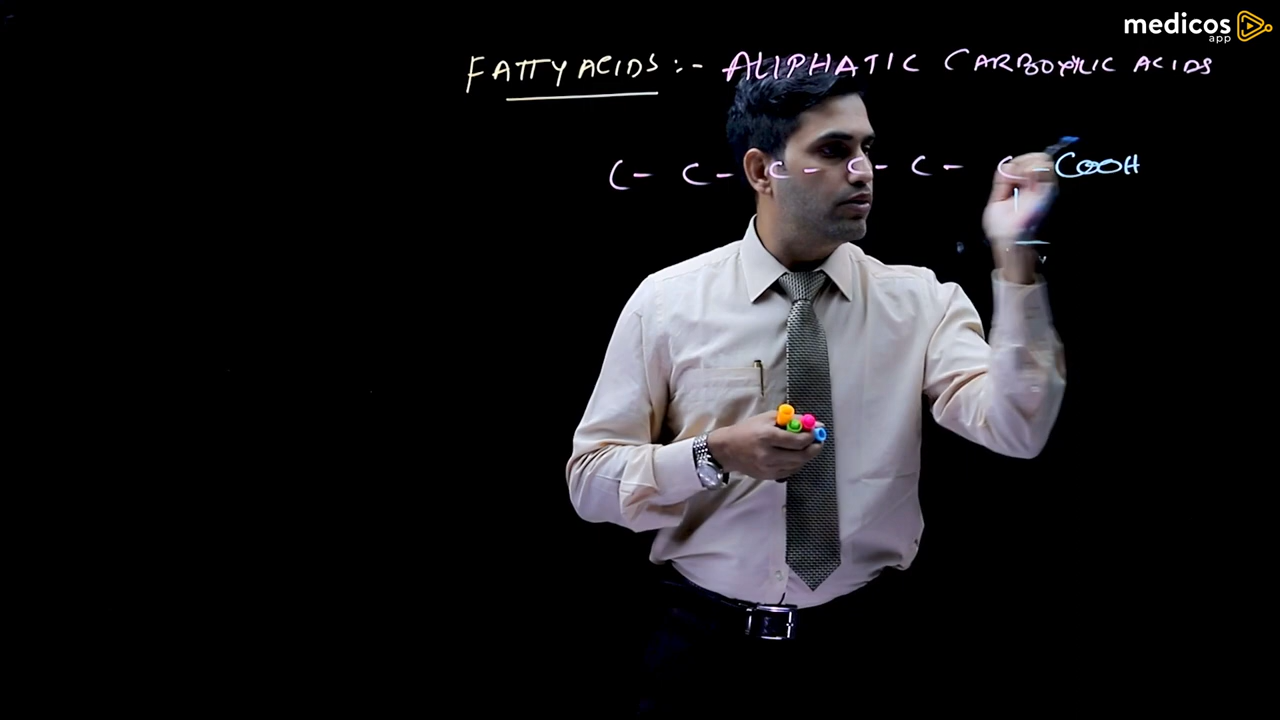 medicos
app
FATTY ACIDS :- ALIPHATIC CARBOXYLIC ACIDS
C - C - C - C - C - C - COOH